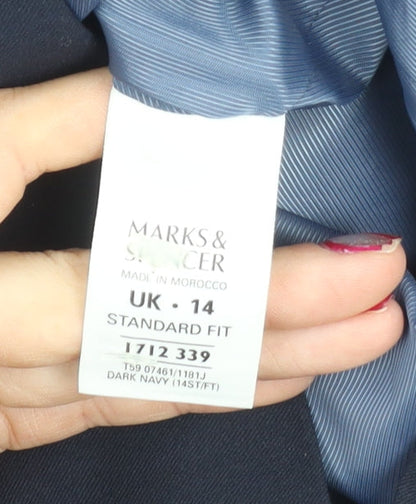 MARKS &
SPENCER
MADE IN MOROCCO
UK · 14
STANDARD FIT
1712 339
T59 07461/1181J
DARK NAVY (14ST/FT)